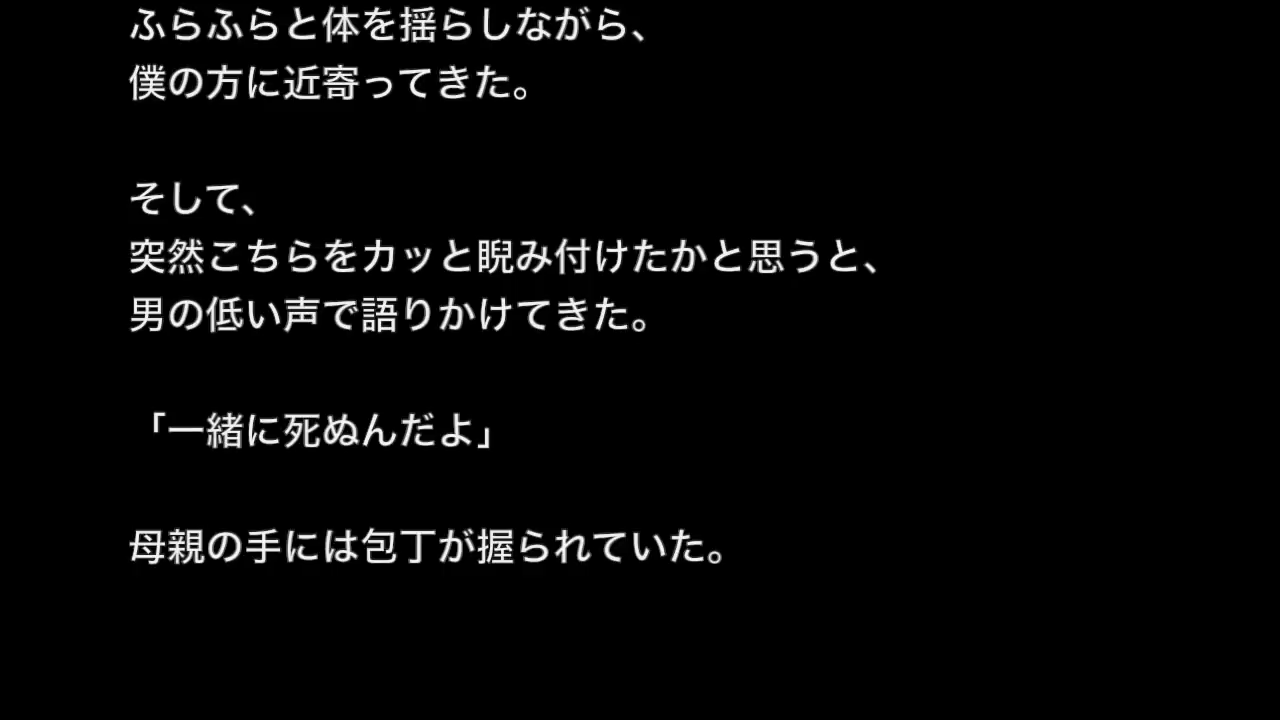 ふらふらと体を揺らしながら、
僕の方に近寄ってきた。
そして、
突然こちらをカッと睨み付けたかと思うと、
男の低い声で語りかけてきた。
「一緒に死ぬんだよ」
母親の手には包丁が握られていた。